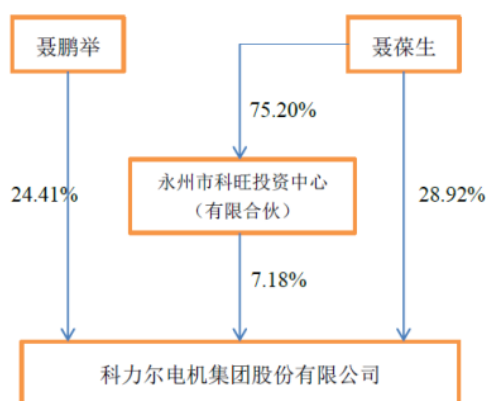 聂鹏举
聂葆生
75.20%
24.41%
永州市科旺投资中心
（有限合伙）
28.92%
7.18%
科力尔电机集团股份有限公司